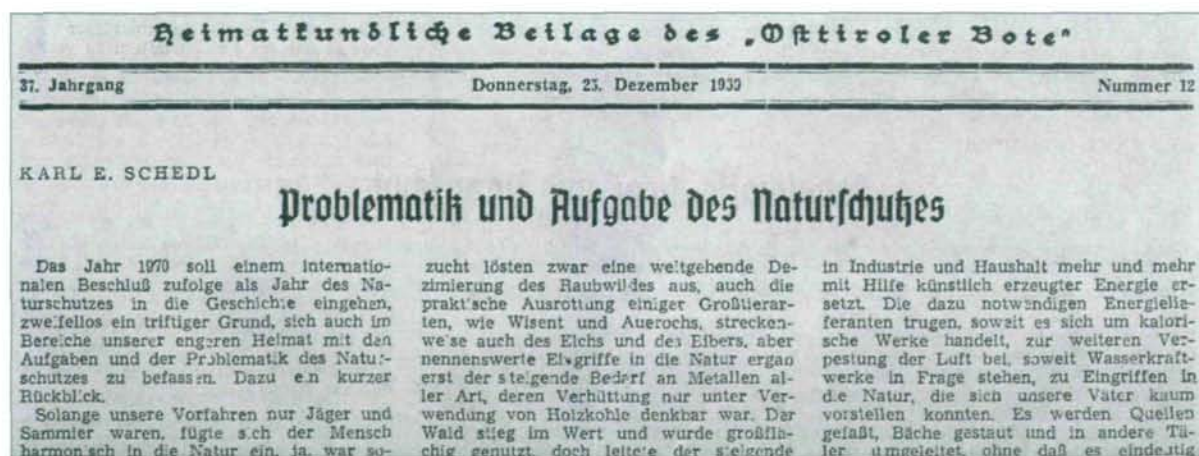 Heimatkundliche Beilage des „Osttiroler Bote"
37. Jahrgang
Donnerstag, 25. Dezember 1969
Nummer 12
KARL E. SCHEDL
Problematik und Aufgabe des Naturschutzes
Das Jahr 1970 soll einem internatio-
nalen Beschluß zufolge als Jahr des Na-
turschutzes in die Geschichte eingehen,
zweifellos ein triftiger Grund, sich auch im
Bereiche unserer engeren Heimat mit den
Aufgaben und der Problematik des Natur-
schutzes zu befassen. Dazu ein kurzer
Rückblick.
Solange unsere Vorfahren nur Jäger und
Sammler waren, fügte sich der Mensch
harmonisch in die Natur ein, ja, war so-
zucht lösten zwar eine weitgehende De-
zimierung des Raubwildes aus, auch die
praktische Ausrottung einiger Großtierar-
ten, wie Wisent und Auerochs, strecken-
weise auch des Elchs und des Bibers, aber
nennenswerte Eingriffe in die Natur ergab
erst der steigende Bedarf an Metallen al-
ler Art, deren Verhüttung nur unter Ver-
wendung von Holzkohle denkbar war. Der
Wald stieg im Wert und wurde großflä-
chig genutzt, doch leitete der steigende
in Industrie und Haushalt mehr und mehr
mit Hilfe künstlich erzeugter Energie er-
setzt. Die dazu notwendigen Energielie-
feranten trugen, soweit es sich um kalori-
sche Werke handelt, zur weiteren Ver-
pestung der Luft bei, soweit Wasserkraft-
werke in Frage stehen, zu Eingriffen in
die Natur, die sich unsere Väter kaum
vorstellen konnten. Es werden Quellen
gefaßt, Bäche gestaut und in andere Tä-
ler umgeleitet, ohne daß es eindeutig